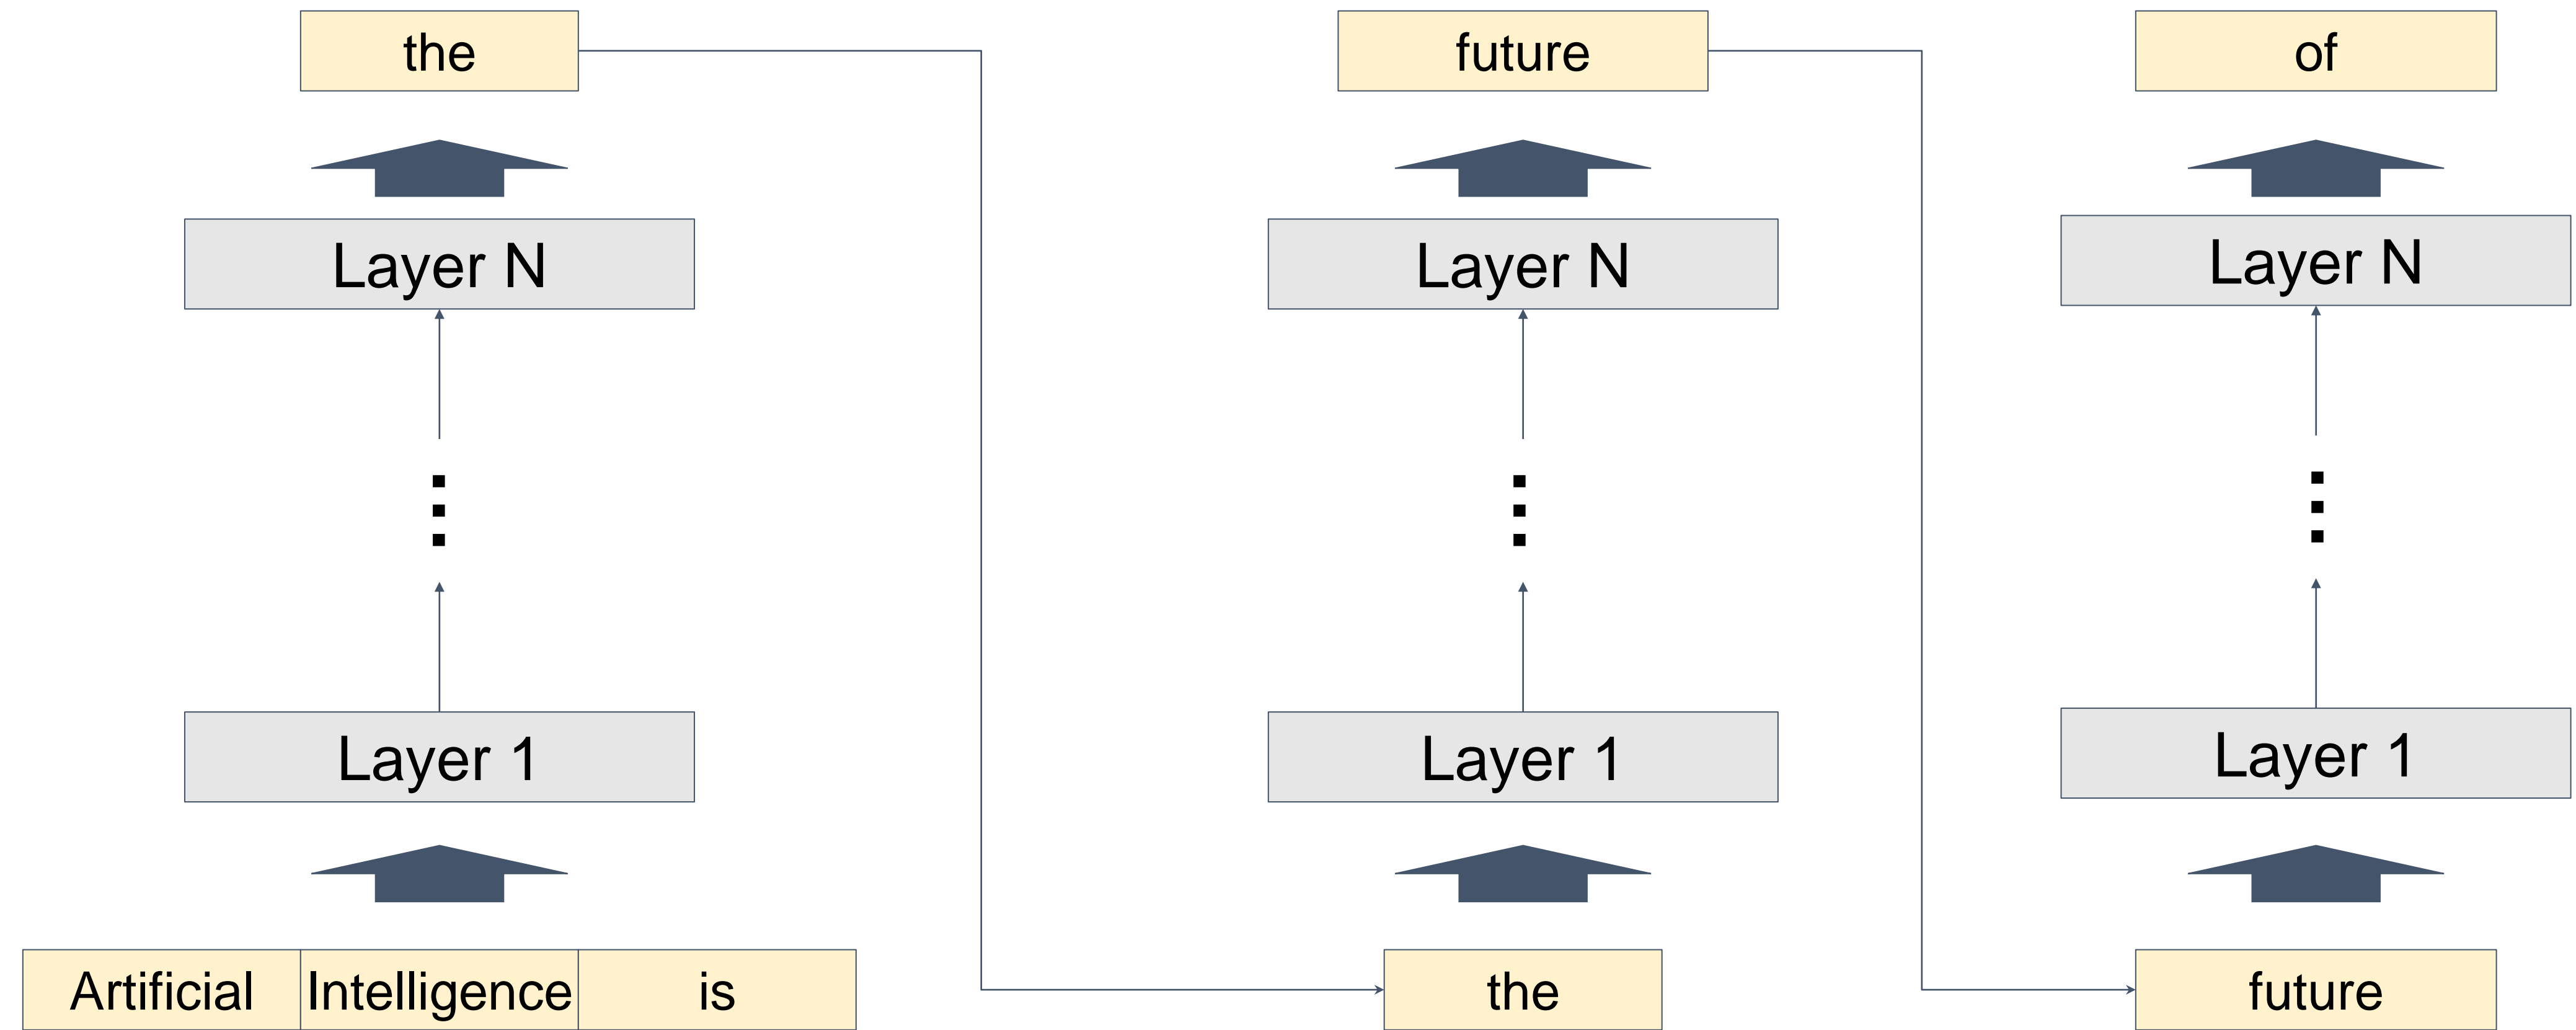 the
future
of
Layer N
Layer N
Layer N
Layer 1
Layer 1
Layer 1
Artificial Intelligence is
the
future